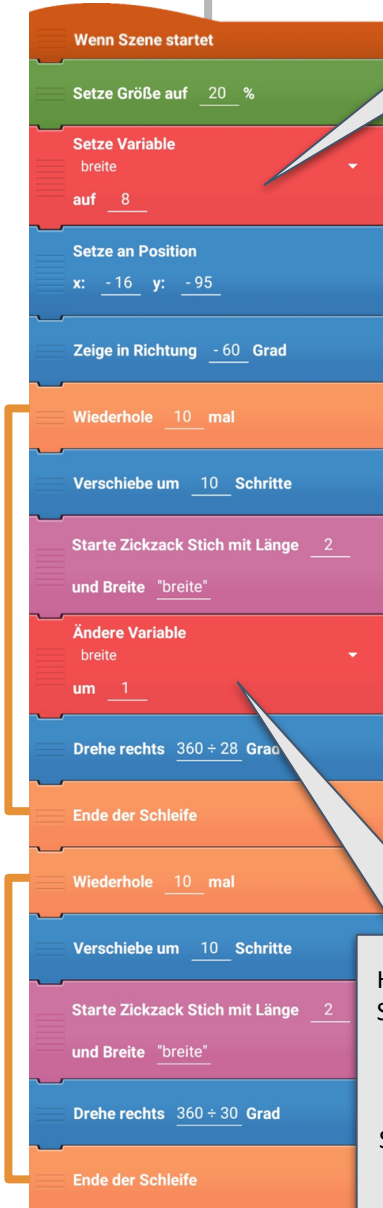 Wenn Szene startet
Setze Größe auf 20 %
Setze Variable
breite
auf 8
Setze an Position
x: - 16 y: - 95
Zeige in Richtung - 60 Grad
Wiederhole 10 mal
Verschiebe um 10 Schritte
Starte Zickzack Stich mit Länge 2
und Breite "breite"
Ändere Variable
breite
um 1
Drehe rechts 360 ÷ 28 Grad
Ende der Schleife
Wiederhole 10 mal
Verschiebe um 10 Schritte
Starte Zickzack Stich mit Länge 2
und Breite "breite"
Drehe rechts 360 ÷ 30 Grad
Ende der Schleife